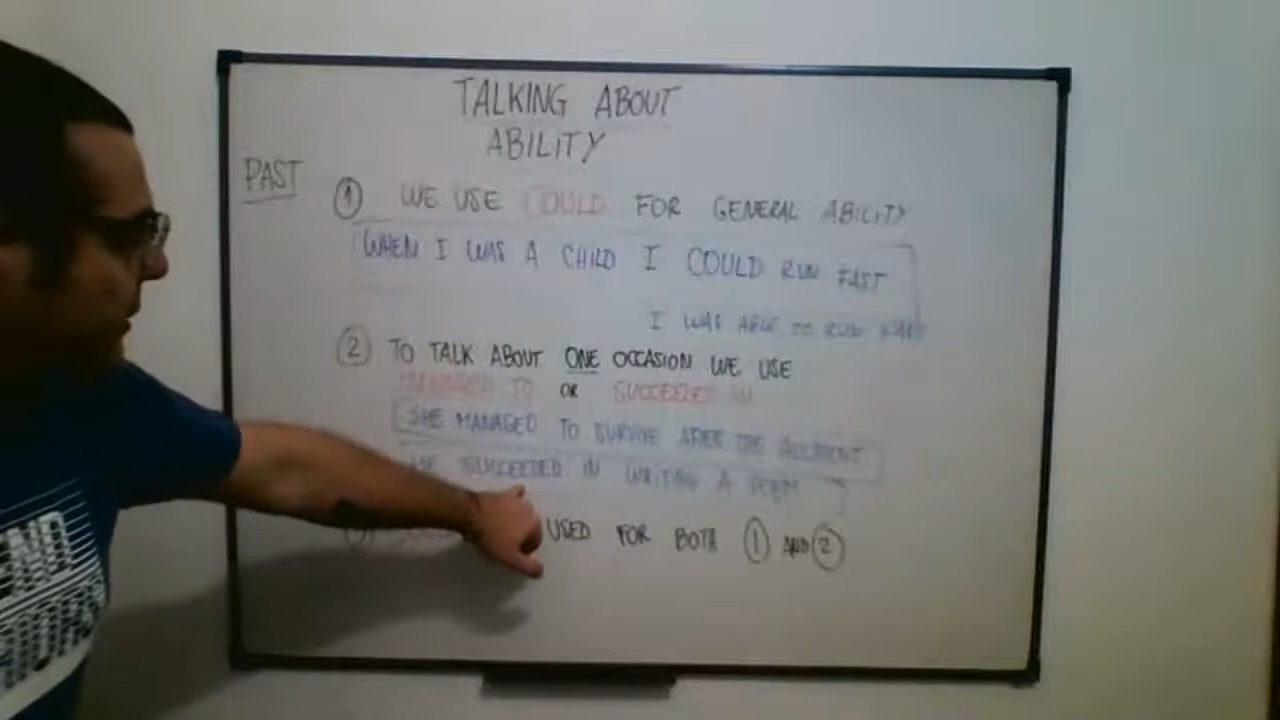 TALKING ABOUT
ABILITY
PAST
① WE USE COULD FOR GENERAL ABILITY
WHEN I WAS A CHILD I COULD RUN FAST
I WAS ABLE TO RUN FAST
② TO TALK ABOUT ONE OCCASION WE USE
MANAGED TO OR SUCCEEDED IN
SHE MANAGED TO SURVIVE AFTER THE ACCIDENT
HE SUCCEEDED IN WRITING A POEM
USED FOR BOTH ① AND ②